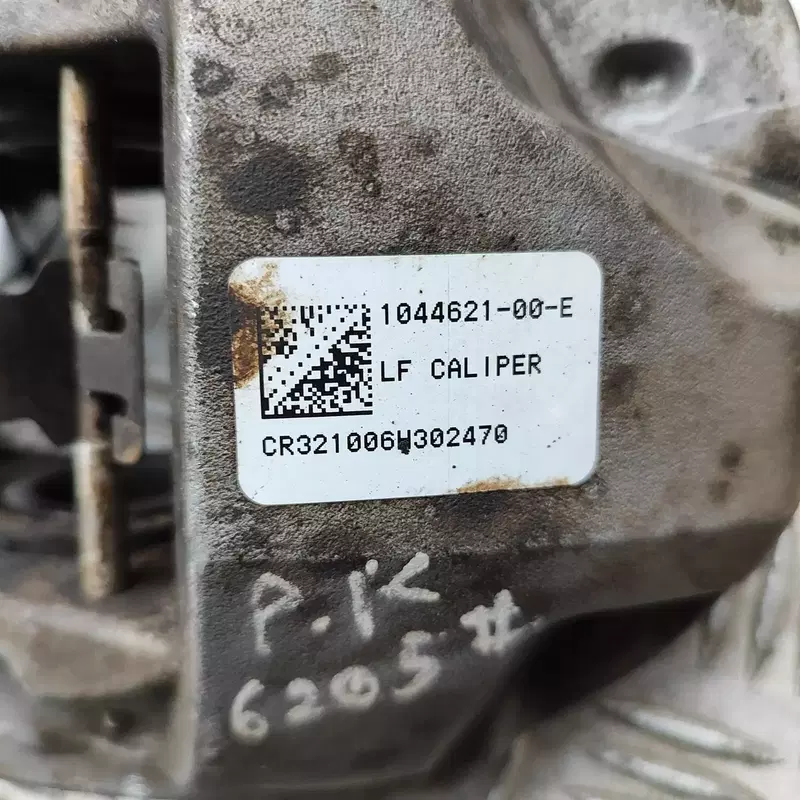 1044621-00-E
LF CALIPER
CR321006W302470
P.K
6205#